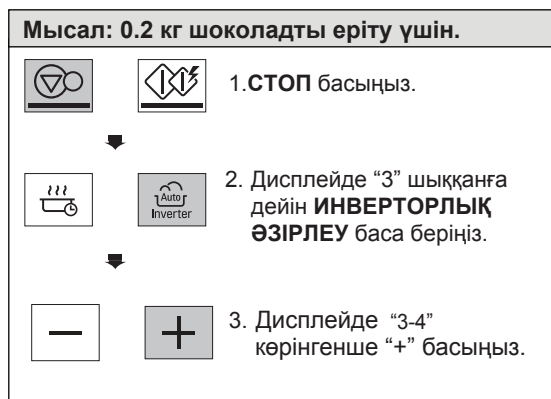 Мысал: 0.2 кг шоколадты еріту үшін.
1.СТОП басыңыз.
Auto
Inverter
2. Дисплейде “3” шыққанға
дейін ИНВЕРТОРЛЫҚ
ӘЗІРЛЕУ баса беріңіз.
3. Дисплейде “3-4”
көрінгенше “+” басыңыз.